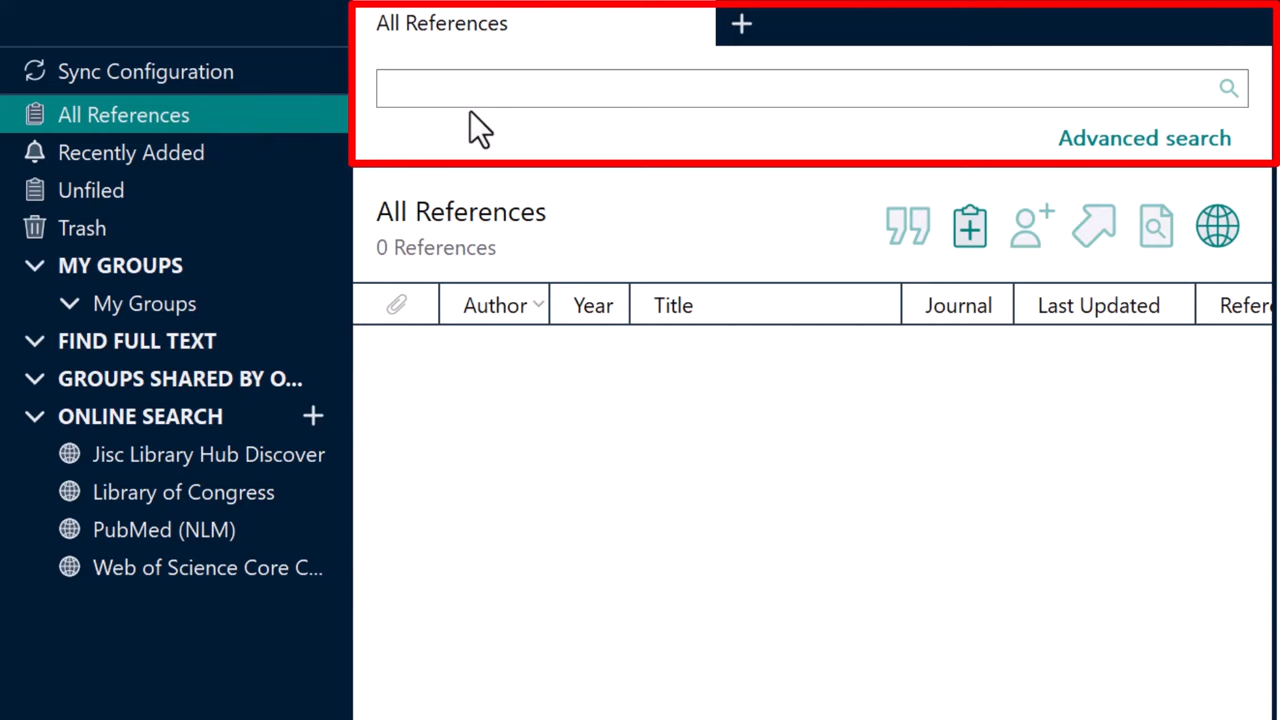 Sync Configuration
All References
Recently Added
Unfiled
Trash
MY GROUPS
My Groups
FIND FULL TEXT
GROUPS SHARED BY O...
ONLINE SEARCH
Jisc Library Hub Discover
Library of Congress
PubMed (NLM)
Web of Science Core C...
All References
Advanced search
All References
0 References
Author Year Title Journal Last Updated Refer